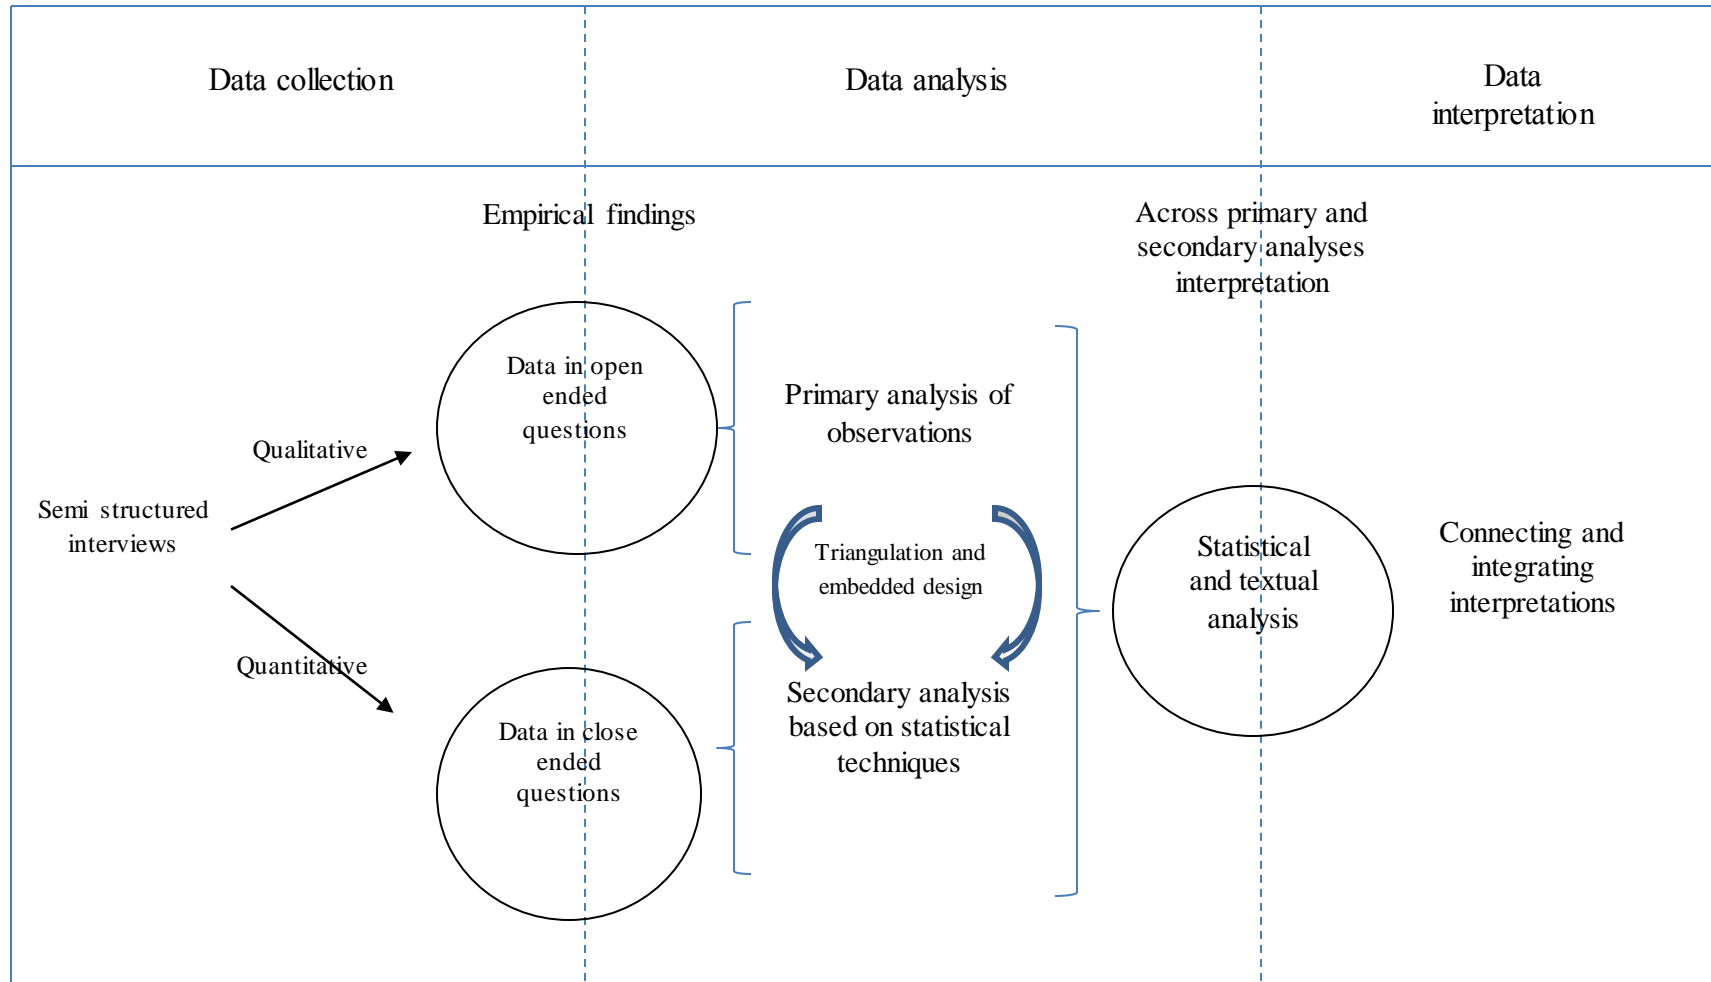 Data collection
Data analysis
Data
interpretation
Empirical findings
Across primary and
secondary analyses
interpretation
Data in open
ended
questions
Primary analysis of
observations
Qualitative
Semi structured
interviews
Triangulation and
embedded design
Statistical
and textual
analysis
Connecting and
integrating
interpretations
Quantitative
Data in close
ended
questions
Secondary analysis
based on statistical
techniques